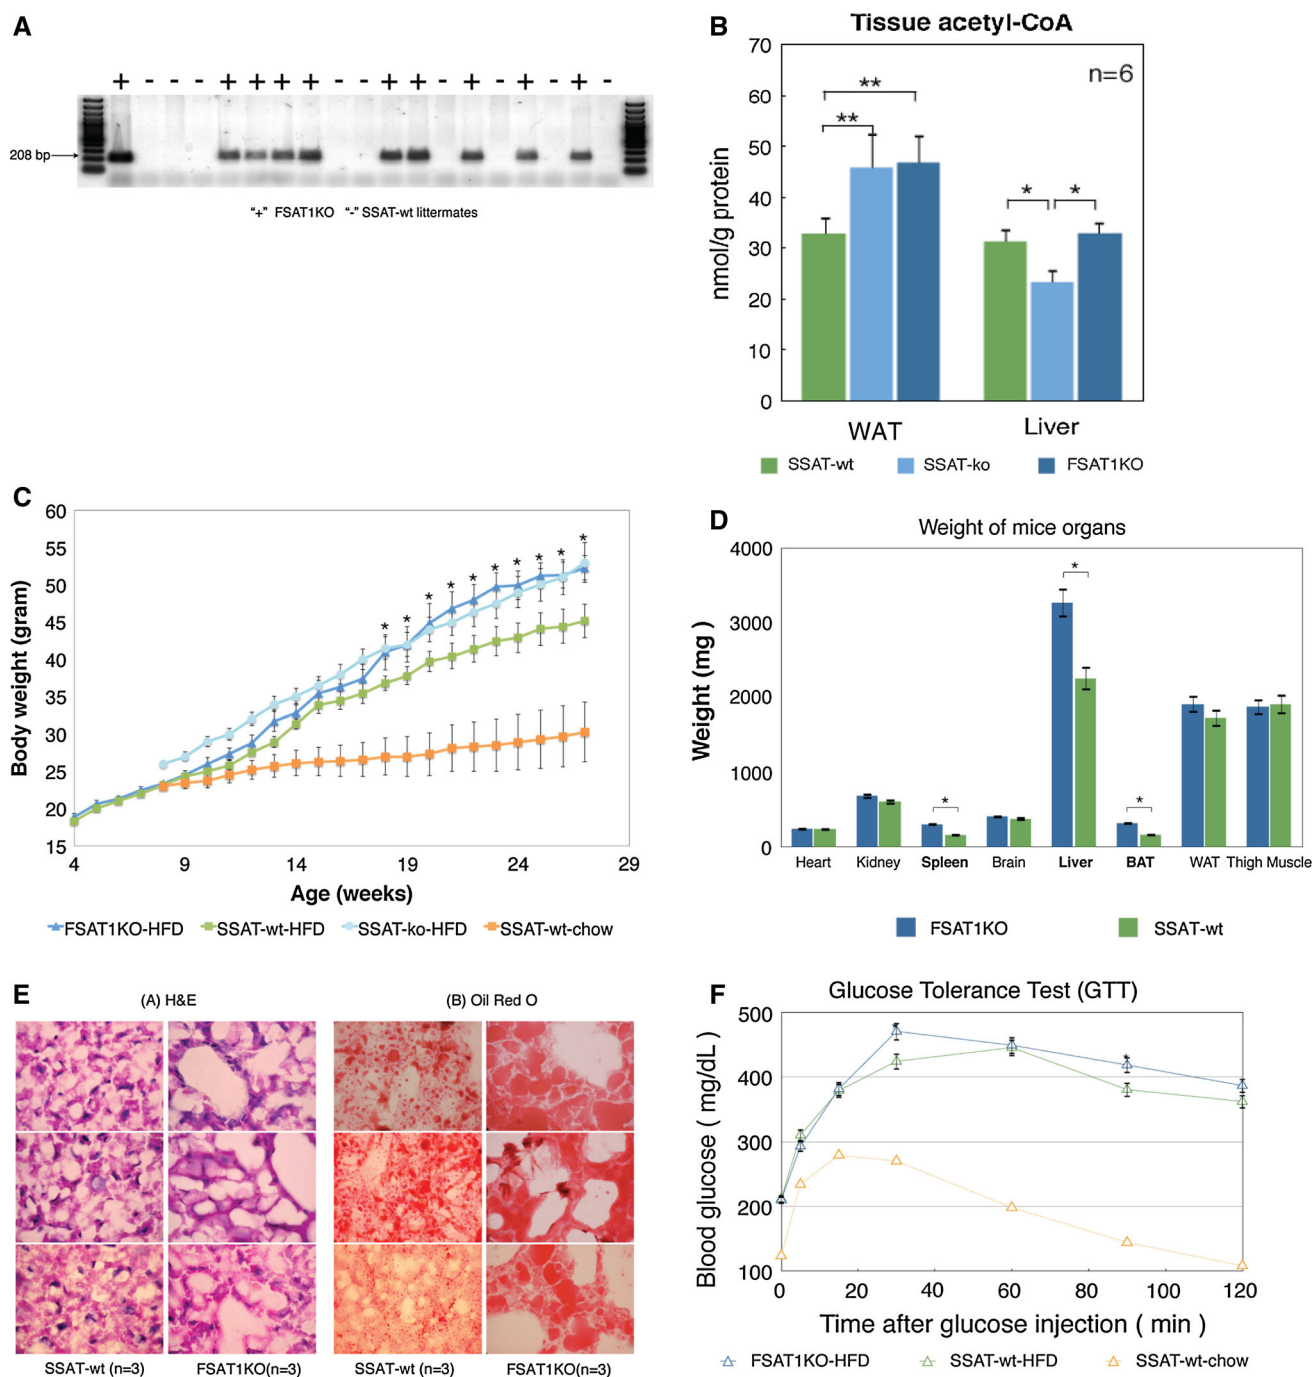 A
+ - - - + + + + - - + + - + - + - + -
208 bp
"+" FSAT1KO "-" SSAT-wt littermates
B
Tissue acetyl-CoA
n=6
nmol/g protein
70
60
50
40
30
20
10
0
**
**
*
*
WAT
Liver
SSAT-wt
SSAT-ko
FSAT1KO
C
Body weight (gram)
60
55
50
45
40
35
30
25
20
15
* * * * * * * * * *
4
9
14
19
24
29
Age (weeks)
FSAT1KO-HFD
SSAT-wt-HFD
SSAT-ko-HFD
SSAT-wt-chow
D
Weight of mice organs
Weight (mg)
4000
3000
2000
1000
0
*
*
*
Heart
Kidney
Spleen
Brain
Liver
BAT
WAT
Thigh Muscle
FSAT1KO
SSAT-wt
E
(A) H&E
(B) Oil Red O
SSAT-wt (n=3)
FSAT1KO(n=3)
SSAT-wt (n=3)
FSAT1KO(n=3)
F
Glucose Tolerance Test (GTT)
Blood glucose ( mg/dL )
500
400
300
200
100
0
20
40
60
80
100
120
Time after glucose injection ( min )
FSAT1KO-HFD
SSAT-wt-HFD
SSAT-wt-chow